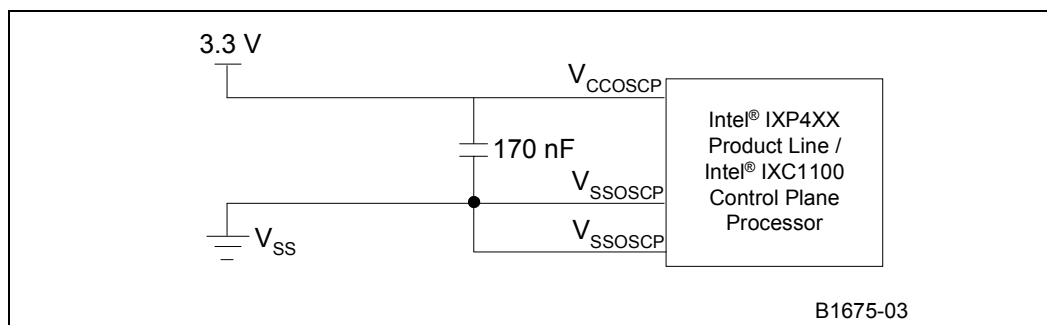 3.3 V
VCCOSCP
Intel® IXP4XX
Product Line /
Intel® IXC1100
Control Plane
Processor
170 nF
VSSOSCP
VSS
VSSOSCP
B1675-03